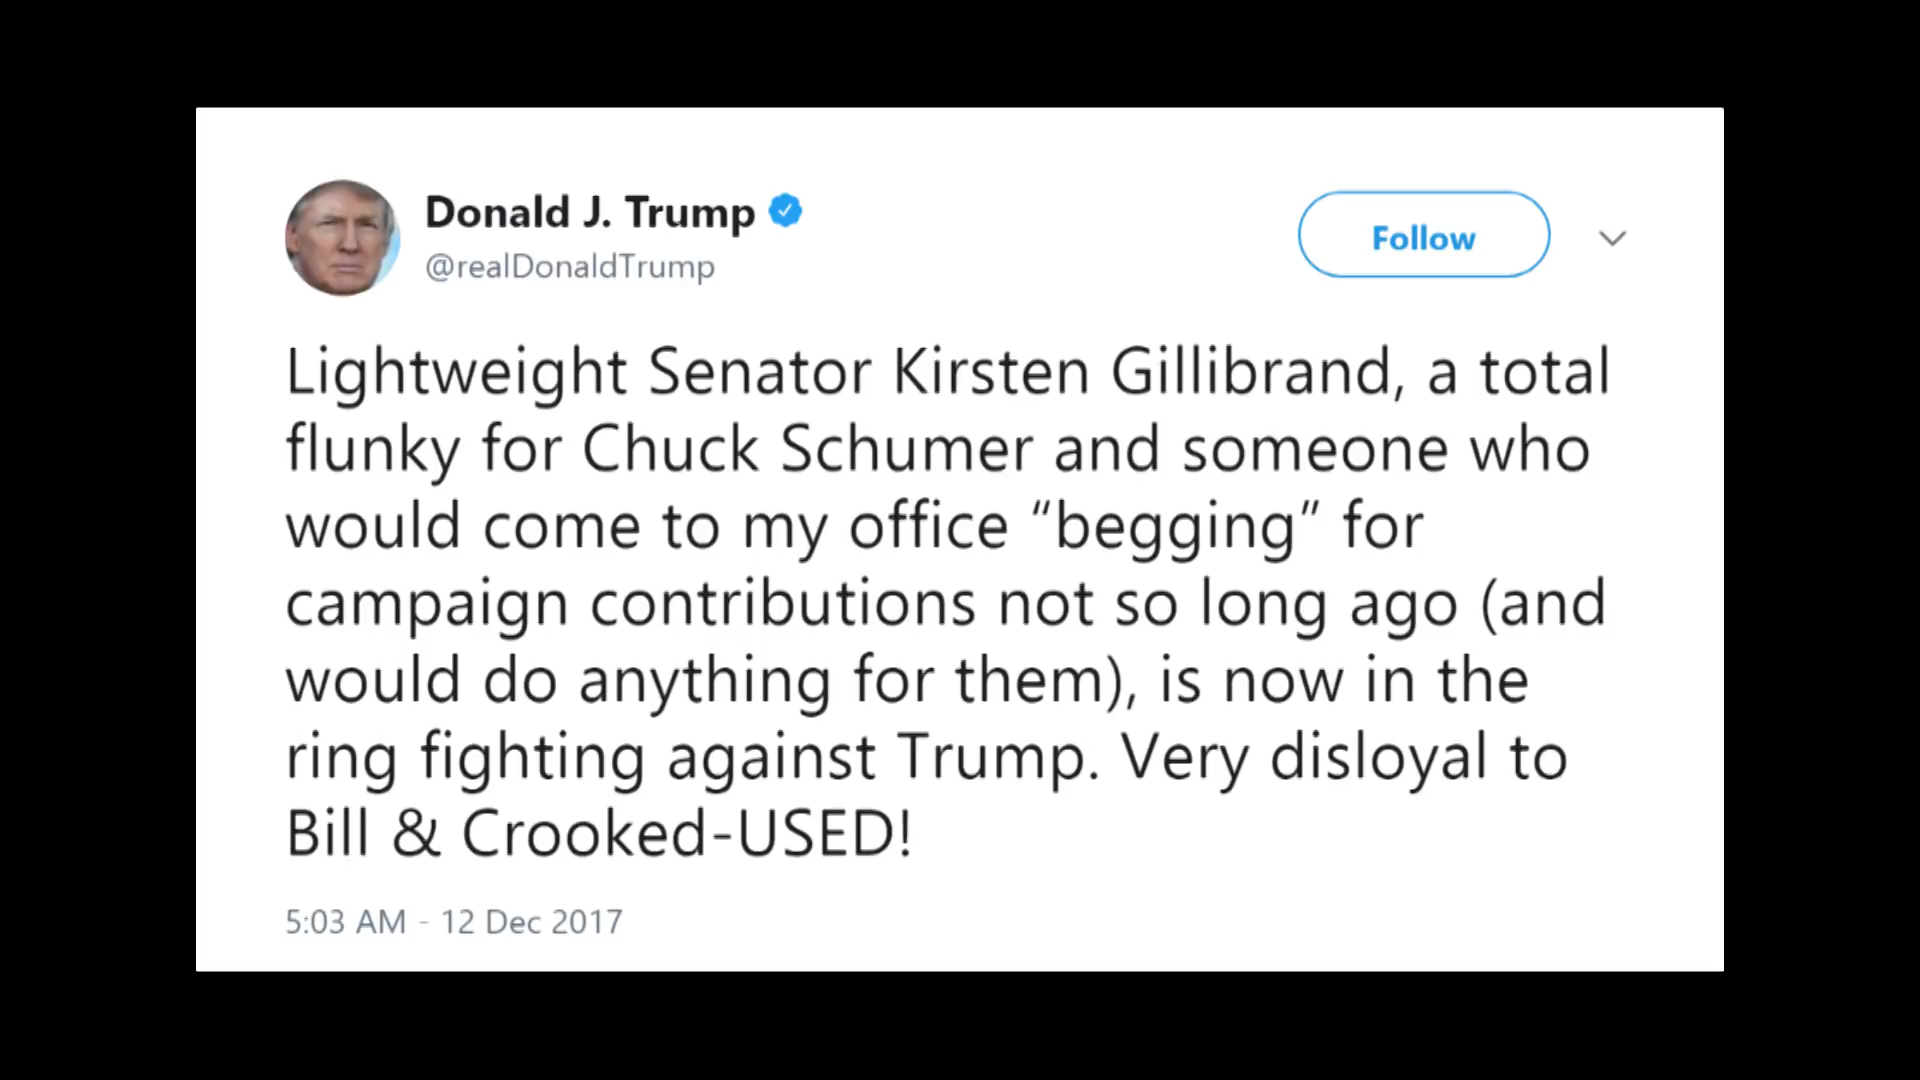 Donald J. Trump
@realDonaldTrump
Follow
Lightweight Senator Kirsten Gillibrand, a total
flunky for Chuck Schumer and someone who
would come to my office “begging” for
campaign contributions not so long ago (and
would do anything for them), is now in the
ring fighting against Trump. Very disloyal to
Bill & Crooked-USED!
5:03 AM - 12 Dec 2017